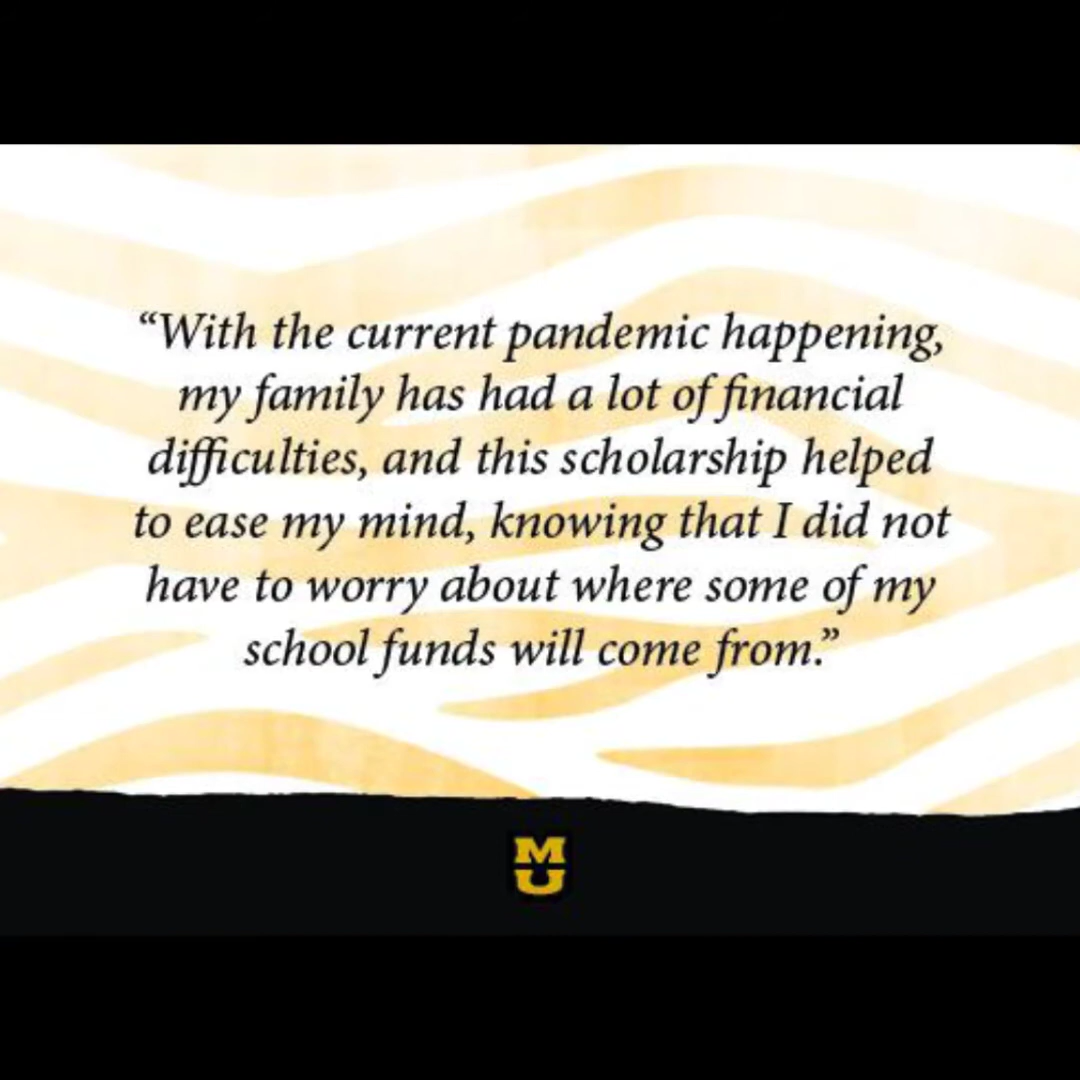 “With the current pandemic happening,
my family has had a lot of financial
difficulties, and this scholarship helped
to ease my mind, knowing that I did not
have to worry about where some of my
school funds will come from.”
M
U